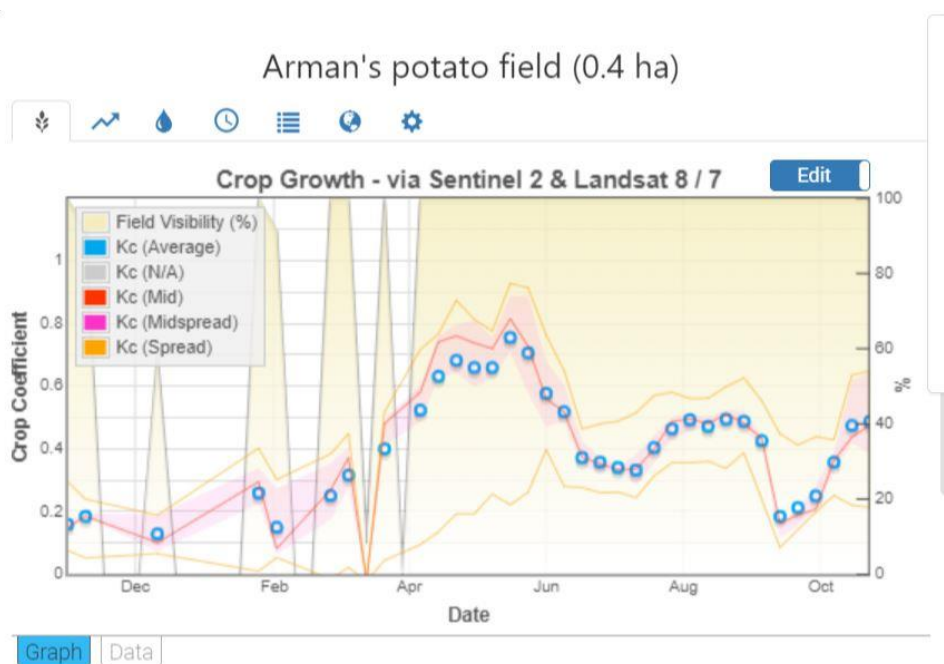 Arman's potato field (0.4 ha)
Crop Growth - via Sentinel 2 & Landsat 8 / 7
Edit
Field Visibility (%)
Kc (Average)
Kc (N/A)
Kc (Mid)
Kc (Midspread)
Kc (Spread)
Crop Coefficient
1
0.8
0.6
0.4
0.2
0
100
80
60
40
20
0
%
Dec Feb Apr Jun Aug Oct
Date
Graph Data